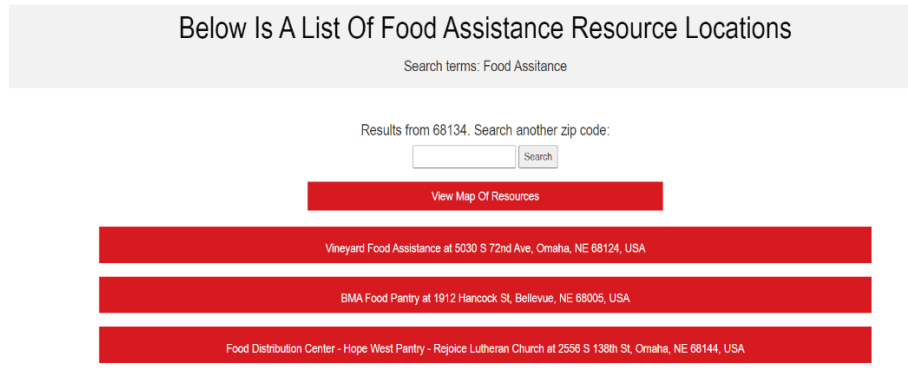 Below Is A List Of Food Assistance Resource Locations
Search terms: Food Assitance
Results from 68134. Search another zip code:
Search
View Map Of Resources
Vineyard Food Assistance at 5030 S 72nd Ave, Omaha, NE 68124, USA
BMA Food Pantry at 1912 Hancock St, Bellevue, NE 68005, USA
Food Distribution Center - Hope West Pantry - Rejoice Lutheran Church at 2556 S 138th St, Omaha, NE 68144, USA